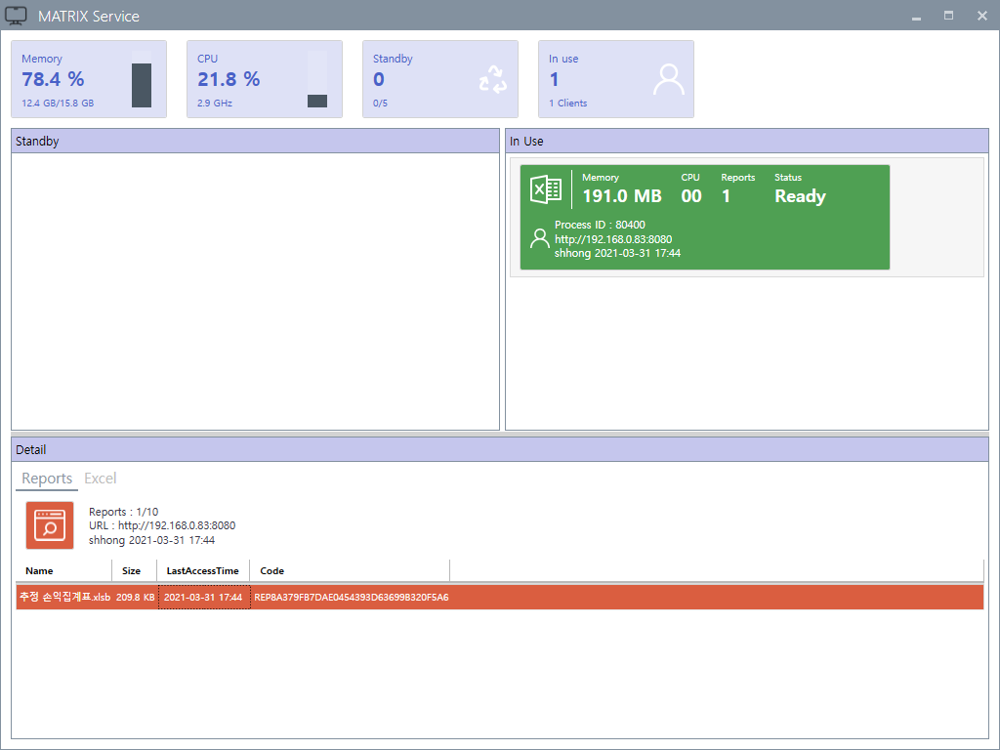 MATRIX Service
Memory
78.4 %
12.4 GB/15.8 GB
CPU
21.8 %
2.9 GHz
Standby
0
0/5
In use
1
1 Clients
Standby
In Use
Memory CPU Reports Status
191.0 MB 00 1 Ready
Process ID : 80400
http://192.168.0.83:8080
shhong 2021-03-31 17:44
Detail
Reports Excel
Reports : 1/10
URL : http://192.168.0.83:8080
shhong 2021-03-31 17:44
Name Size LastAccessTime Code
추정 손익집계표.xlsb 209.8 KB 2021-03-31 17:44 REP8A379FB7DAE0454393D63699B320F5A6